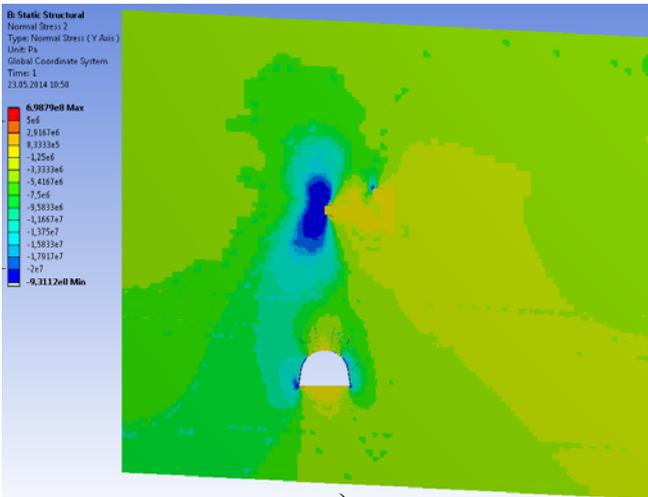 B: Static Structural
Normal Stress 2
Type: Normal Stress ( Y Axis )
Unit: Pa
Global Coordinate System
Time: 1
23.05.2014 10:50
6,9879e8 Max
5e6
2,9167e6
8,3333e5
-1,25e6
-3,3333e6
-5,4167e6
-7,5e6
-9,5833e6
-1,1667e7
-1,375e7
-1,5833e7
-1,7917e7
-2e7
-9,3112e8 Min